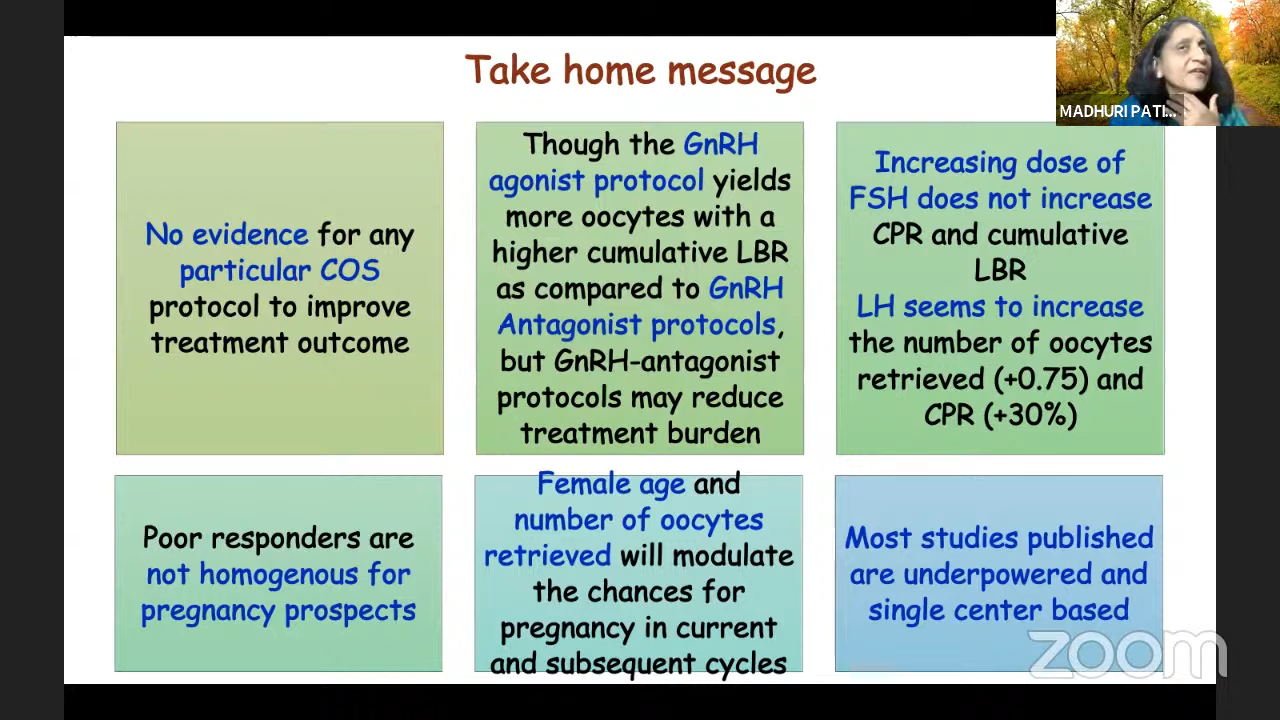 Take home message
MADHURI PATI...
No evidence for any
particular COS
protocol to improve
treatment outcome
Though the GnRH
agonist protocol yields
more oocytes with a
higher cumulative LBR
as compared to GnRH
Antagonist protocols,
but GnRH-antagonist
protocols may reduce
treatment burden
Increasing dose of
FSH does not increase
CPR and cumulative
LBR
LH seems to increase
the number of oocytes
retrieved (+0.75) and
CPR (+30%)
Poor responders are
not homogenous for
pregnancy prospects
Female age and
number of oocytes
retrieved will modulate
the chances for
pregnancy in current
and subsequent cycles
Most studies published
are underpowered and
single center based
zoom